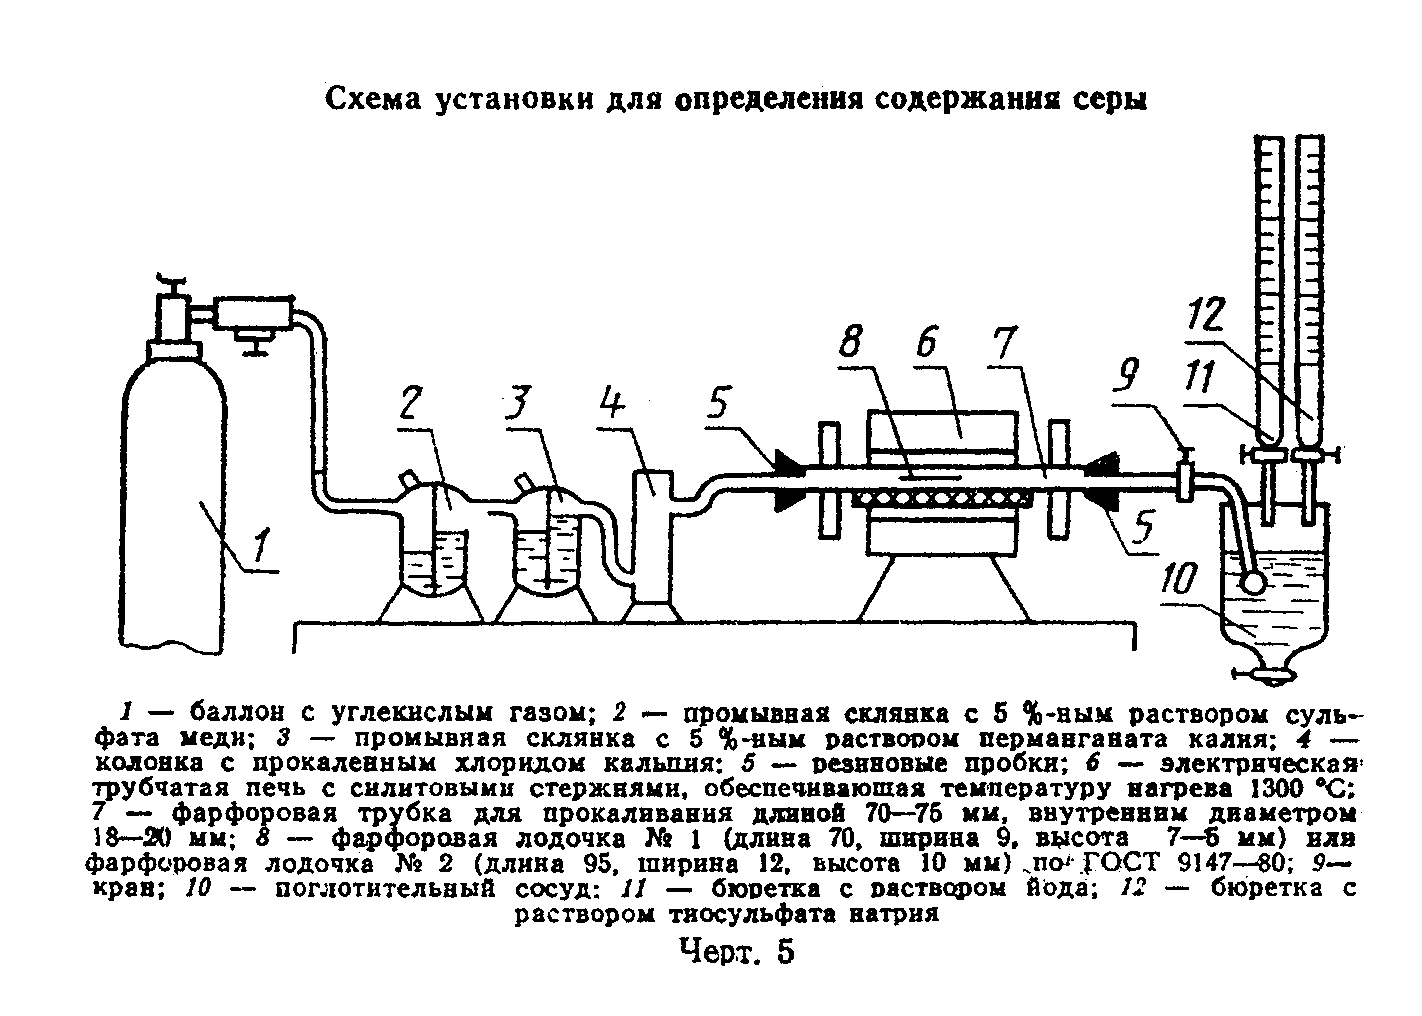 Схема установки для определения содержания серы
12
8 6 7
9 11
2 3 4 5
1
5
10
1 — баллон с углекислым газом; 2 — промывная склянка с 5 %-ным раствором суль-
фата меди; 3 — промывная склянка с 5 %-ным раствором перманганата калия; 4 —
колонка с прокаленным хлоридом кальция; 5 — резиновые пробки; 6 — электрическая
трубчатая печь с силитовыми стержнями, обеспечивающая температуру нагрева 1300 °С;
7 — фарфоровая трубка для прокаливания длиной 70—75 мм, внутренним диаметром
18—20 мм; 8 — фарфоровая лодочка № 1 (длина 70, ширина 9, высота 7—6 мм) или
фарфоровая лодочка № 2 (длина 95, ширина 12, высота 10 мм) по ГОСТ 9147—80; 9—
кран; 10 — поглотительный сосуд; 11 — бюретка с раствором йода; 12 — бюретка с
раствором тиосульфата натрия
Черт. 5